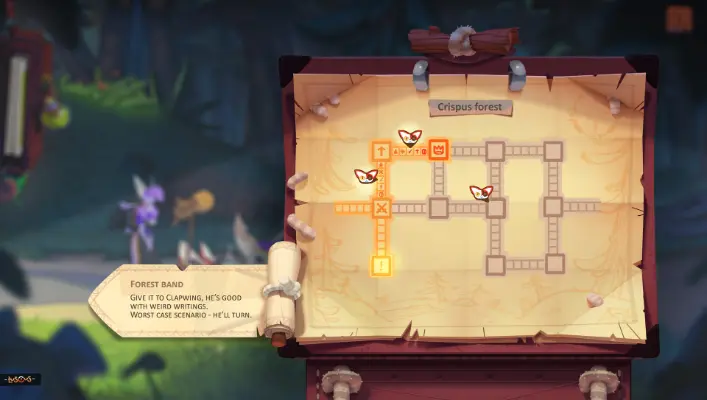 Crispus forest
FOREST BAND
GIVE IT TO CLAPWING, HE'S GOOD
WITH WEIRD WRITINGS.
WORST CASE SCENARIO - HE'LL TURN.